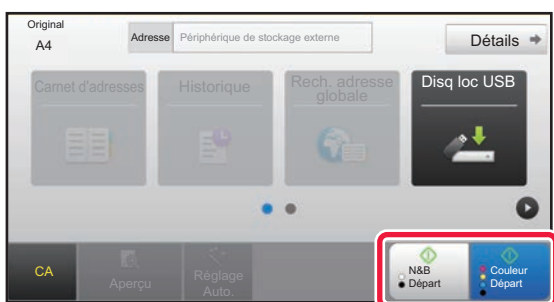 Original
A4
Adresse
Périphérique de stockage externe
Détails
Carnet d'adresses
Historique
Rech. adresse
globale
Disq loc USB
CA
Aperçu
Réglage
Auto.
N&B
Départ
Couleur
Départ